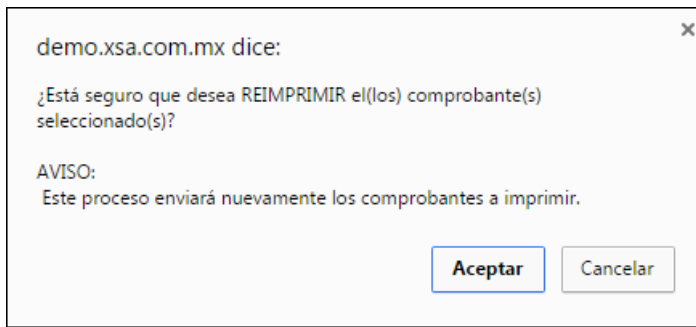 demo.xsa.com.mx dice:
¿Está seguro que desea REIMPRIMIR el(los) comprobante(s)
seleccionado(s)?
AVISO:
Este proceso enviará nuevamente los comprobantes a imprimir.
Aceptar Cancelar